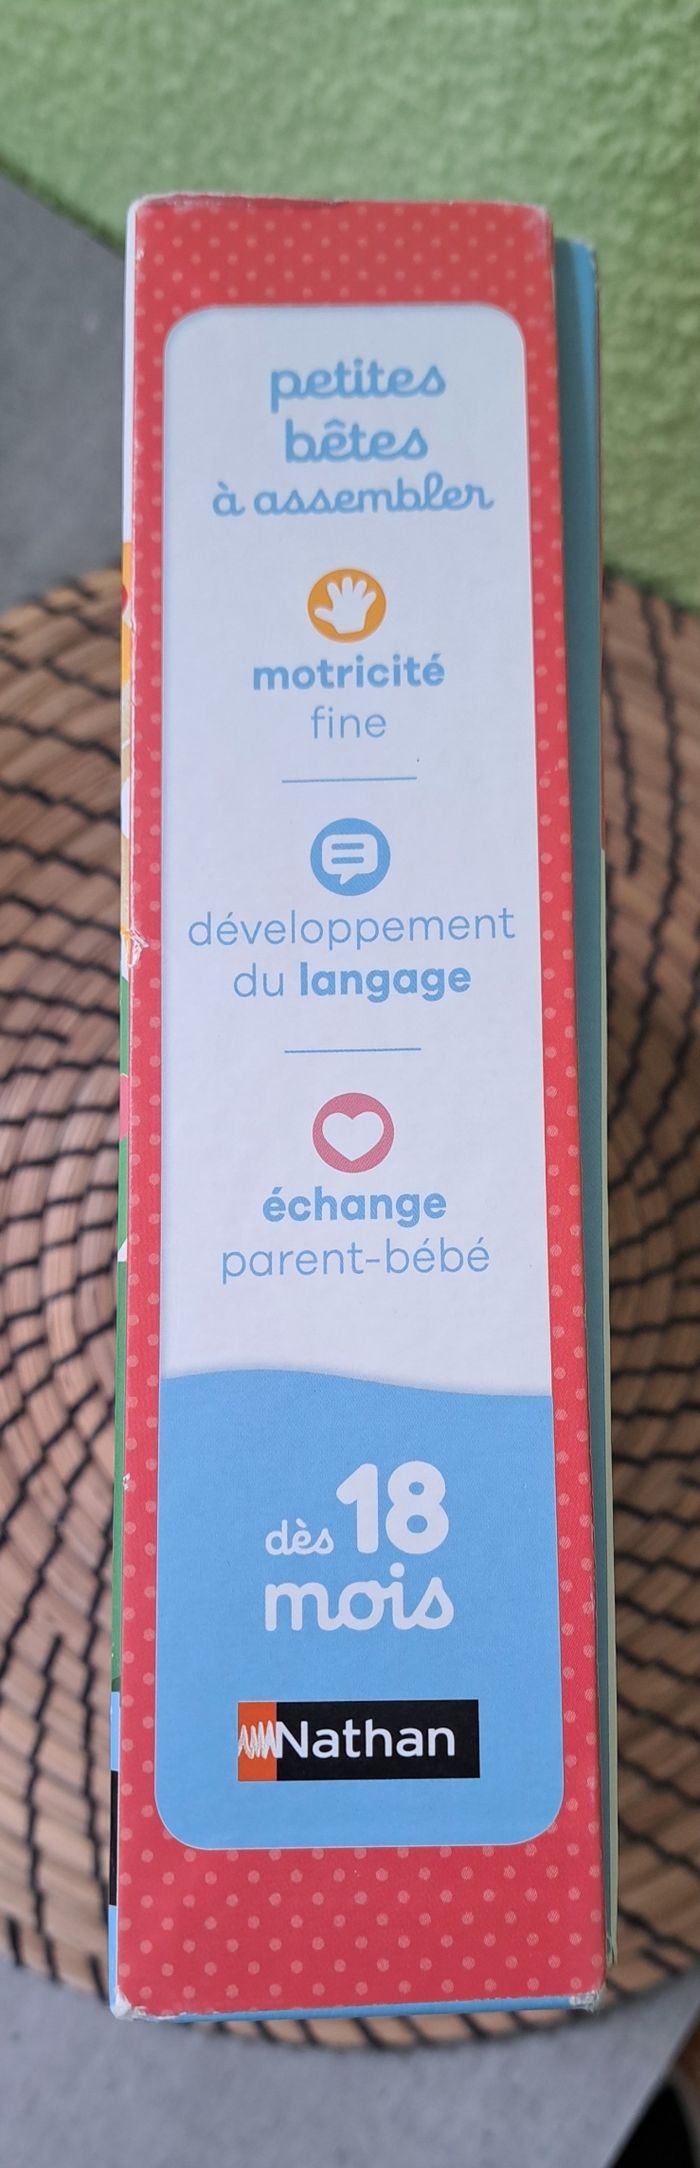 petites
bêtes
à assembler
motricité
fine
développement
du langage
échange
parent-bébé
dès 18
mois
Nathan